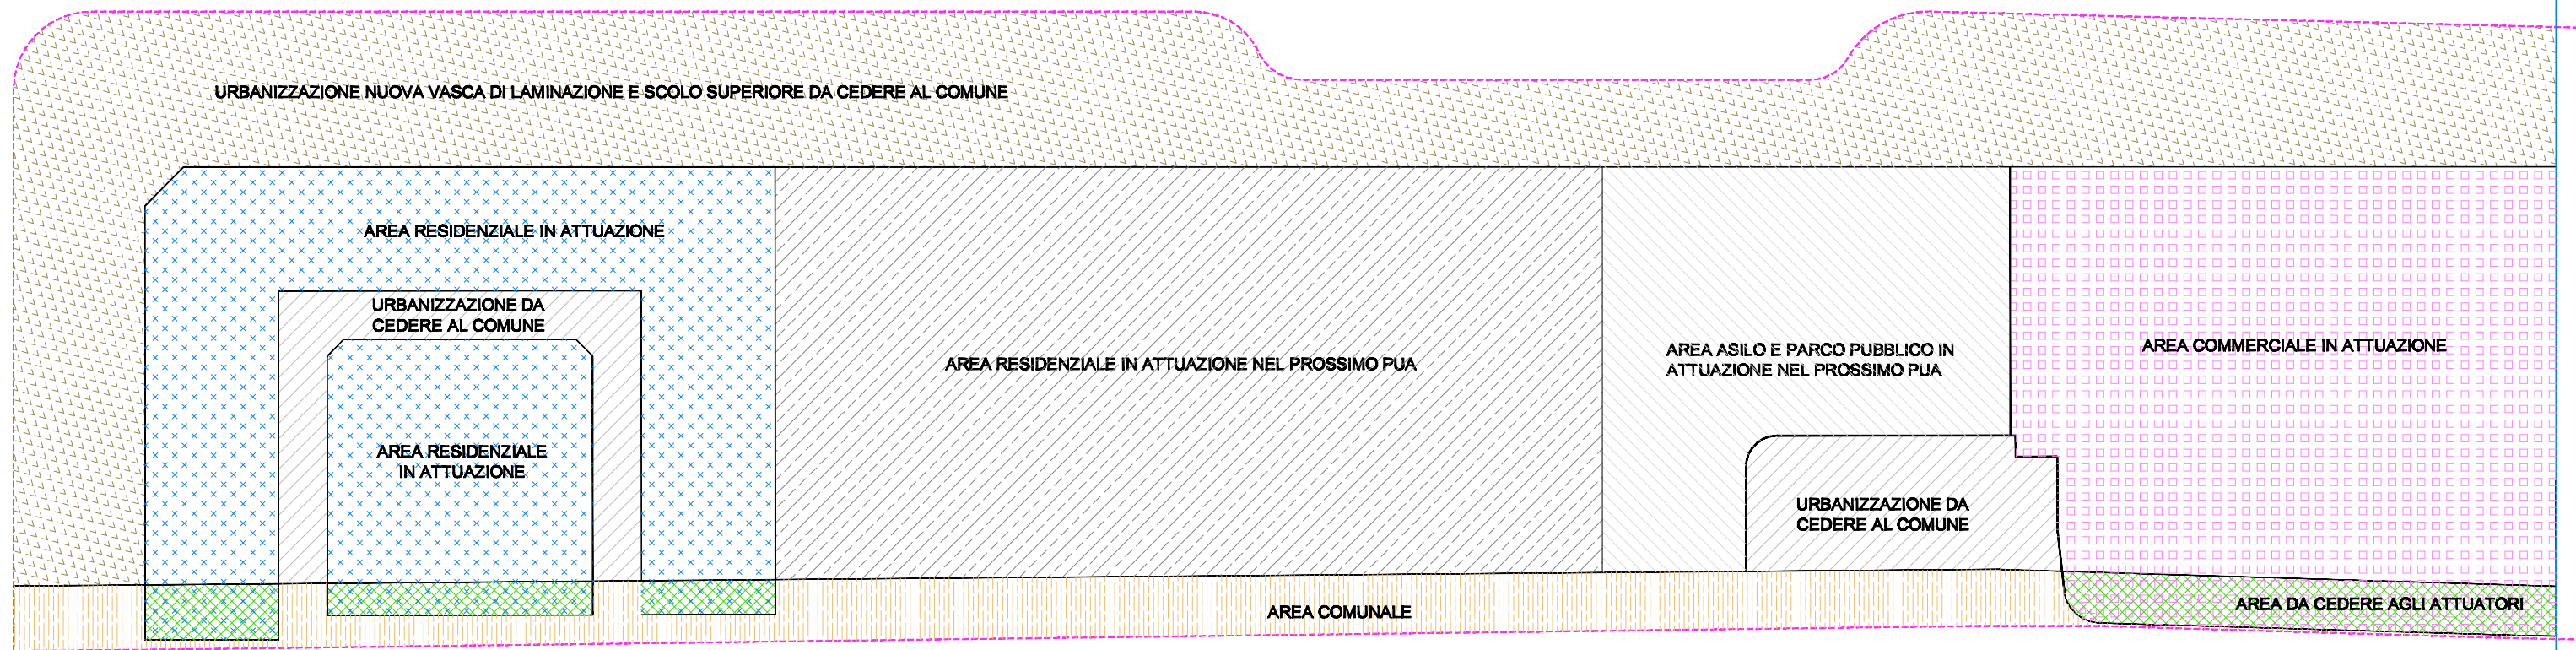 URBANIZZAZIONE NUOVA VASCA DI LAMINAZIONE E SCOLO SUPERIORE DA CEDERE AL COMUNE
AREA RESIDENZIALE IN ATTUAZIONE
URBANIZZAZIONE DA
CEDERE AL COMUNE
AREA RESIDENZIALE
IN ATTUAZIONE
AREA RESIDENZIALE IN ATTUAZIONE NEL PROSSIMO PUA
AREA ASILO E PARCO PUBBLICO IN
ATTUAZIONE NEL PROSSIMO PUA
AREA COMMERCIALE IN ATTUAZIONE
URBANIZZAZIONE DA
CEDERE AL COMUNE
AREA COMUNALE
AREA DA CEDERE AGLI ATTUATORI